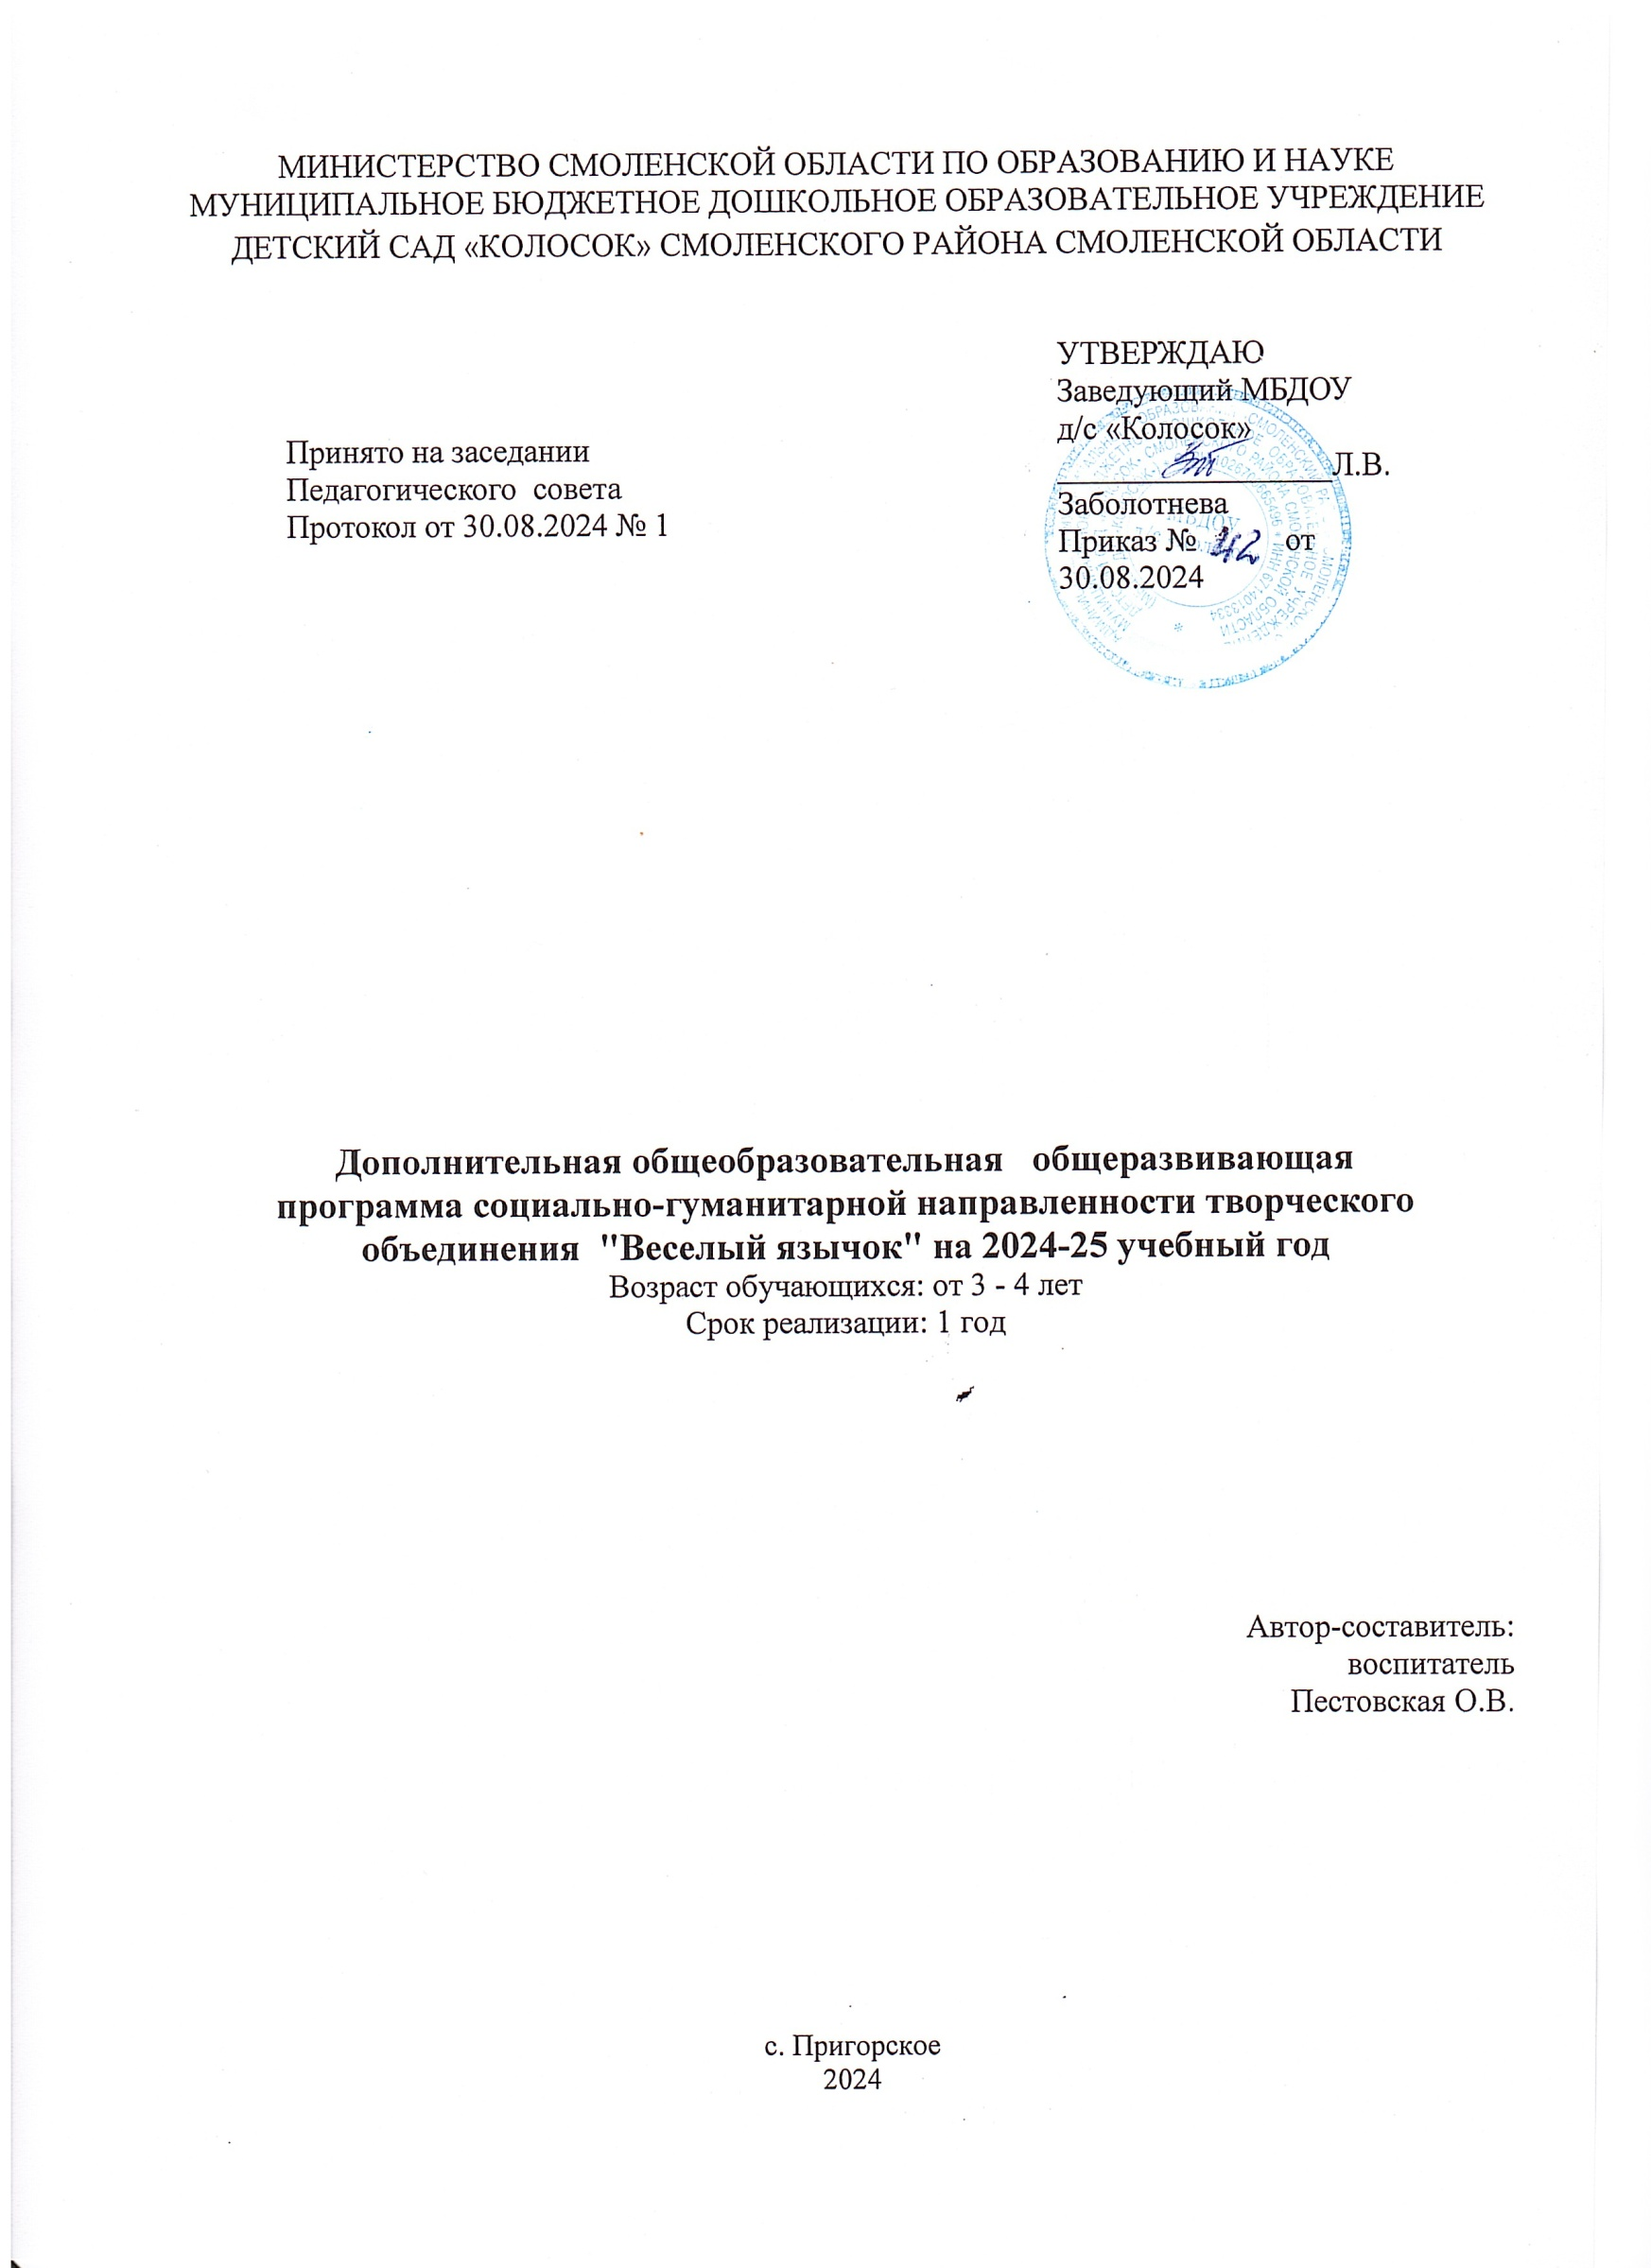 МИНИСТЕРСТВО СМОЛЕНСКОЙ ОБЛАСТИ ПО ОБРАЗОВАНИЮ И НАУКЕ
МУНИЦИПАЛЬНОЕ БЮДЖЕТНОЕ ДОШКОЛЬНОЕ ОБРАЗОВАТЕЛЬНОЕ УЧРЕЖДЕНИЕ
ДЕТСКИЙ САД «КОЛОСОК» СМОЛЕНСКОГО РАЙОНА СМОЛЕНСКОЙ ОБЛАСТИ
Принято на заседании
Педагогического совета
Протокол от 30.08.2024 № 1
УТВЕРЖДАЮ
Заведующий МБДОУ
д/с «Колосок»
Л.В.
Заболотнева
Приказ № от
30.08.2024
Дополнительная общеобразовательная общеразвивающая
программа социально-гуманитарной направленности творческого
объединения "Веселый язычок" на 2024-25 учебный год
Возраст обучающихся: от 3 - 4 лет
Срок реализации: 1 год
Автор-составитель:
воспитатель
Пестовская О.В.
с. Пригорское
2024